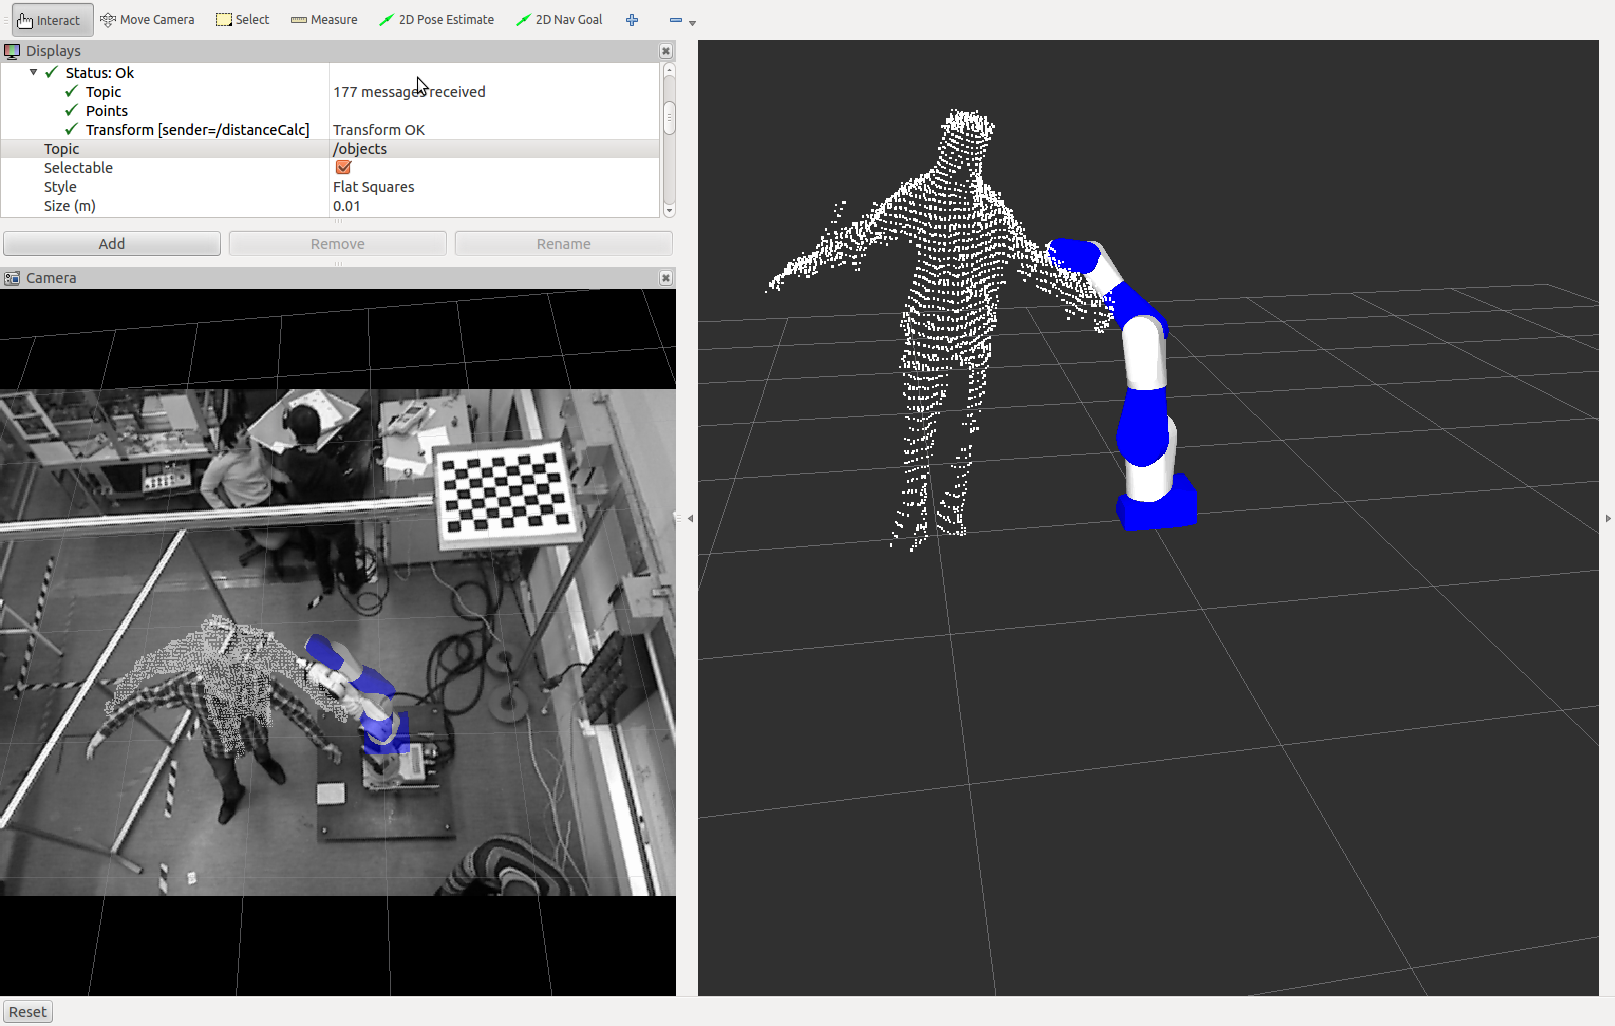 Interact Move Camera Select Measure 2D Pose Estimate 2D Nav Goal
Displays
Status: Ok
Topic 177 messages received
Points
Transform [sender=/distanceCalc] Transform OK
Topic /objects
Selectable
Style Flat Squares
Size (m) 0.01
Add Remove Rename
Camera
Reset